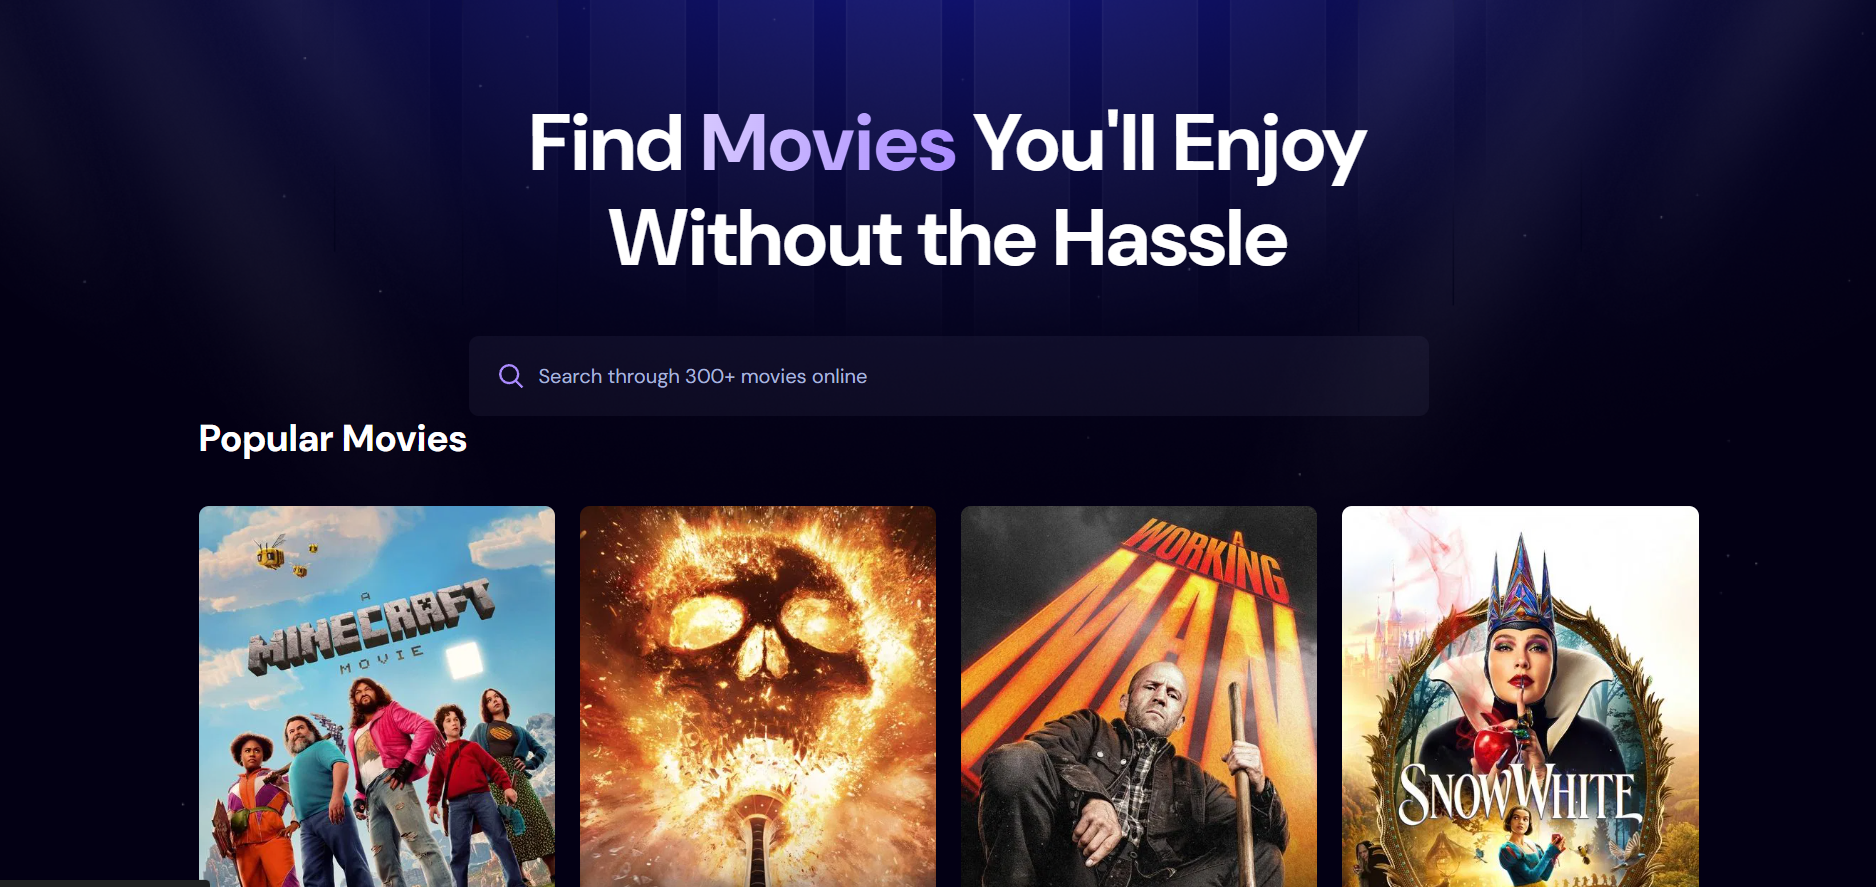 Find Movies You'll Enjoy
Without the Hassle
Search through 300+ movies online
Popular Movies
A
MINECRAFT
MOVIE
A
WORKING
MAN
SNOW WHITE